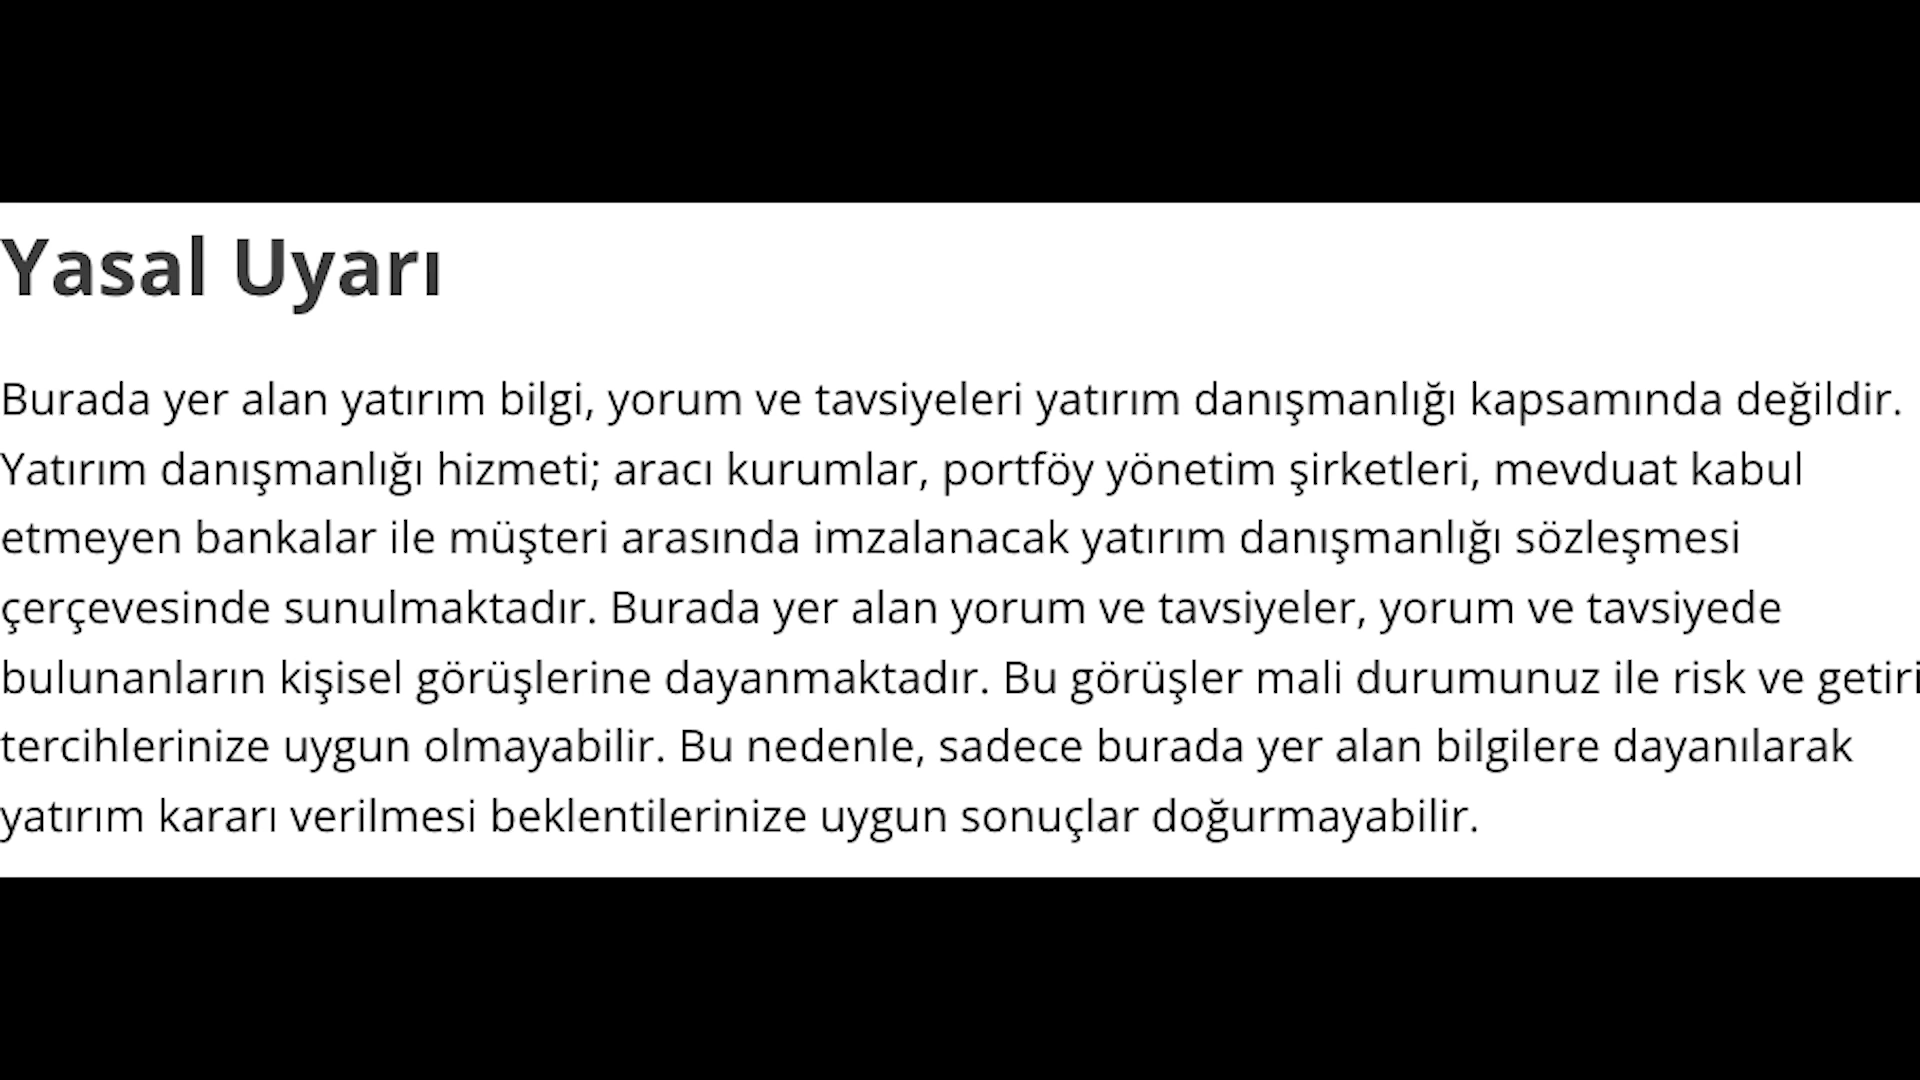 Yasal Uyarı
Burada yer alan yatırım bilgi, yorum ve tavsiyeleri yatırım danışmanlığı kapsamında değildir.
Yatırım danışmanlığı hizmeti; aracı kurumlar, portföy yönetim şirketleri, mevduat kabul
etmeyen bankalar ile müşteri arasında imzalanacak yatırım danışmanlığı sözleşmesi
çerçevesinde sunulmaktadır. Burada yer alan yorum ve tavsiyeler, yorum ve tavsiyede
bulunanların kişisel görüşlerine dayanmaktadır. Bu görüşler mali durumunuz ile risk ve getiri
tercihlerinize uygun olmayabilir. Bu nedenle, sadece burada yer alan bilgilere dayanılarak
yatırım kararı verilmesi beklentilerinize uygun sonuçlar doğurmayabilir.